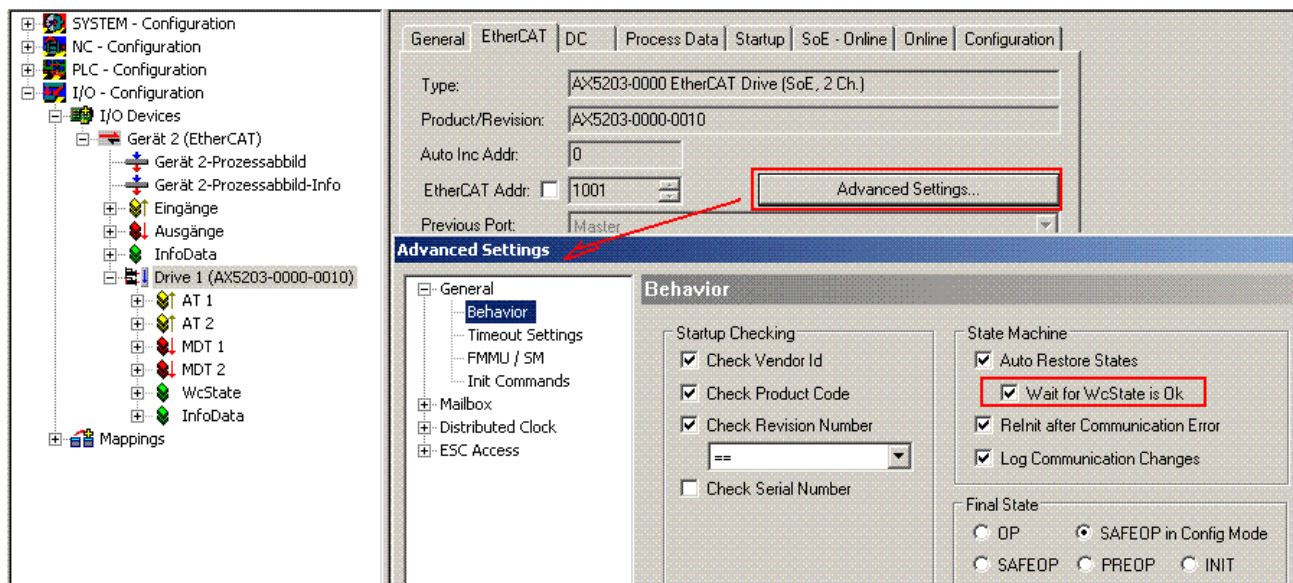 SYSTEM - Configuration
NC - Configuration
PLC - Configuration
I/O - Configuration
I/O Devices
Gerät 2 (EtherCAT)
Gerät 2-Prozessabbild
Gerät 2-Prozessabbild-Info
Eingänge
Ausgänge
InfoData
Drive 1 (AX5203-0000-0010)
AT 1
AT 2
MDT 1
MDT 2
WcState
InfoData
Mappings
General EtherCAT DC Process Data Startup SoE - Online Online Configuration
Type: AX5203-0000 EtherCAT Drive (SoE, 2 Ch.)
Product/Revision: AX5203-0000-0010
Auto Inc Addr: 0
EtherCAT Addr: 1001 Advanced Settings...
Previous Port: Master
Advanced Settings
General
Behavior
Timeout Settings
FMMU / SM
Init Commands
Mailbox
Distributed Clock
ESC Access
Behavior
Startup Checking
Check Vendor Id
Check Product Code
Check Revision Number
==
Check Serial Number
State Machine
Auto Restore States
Wait for WcState is Ok
ReInit after Communication Error
Log Communication Changes
Final State
OP SAFEOP in Config Mode
SAFEOP PREOP INIT